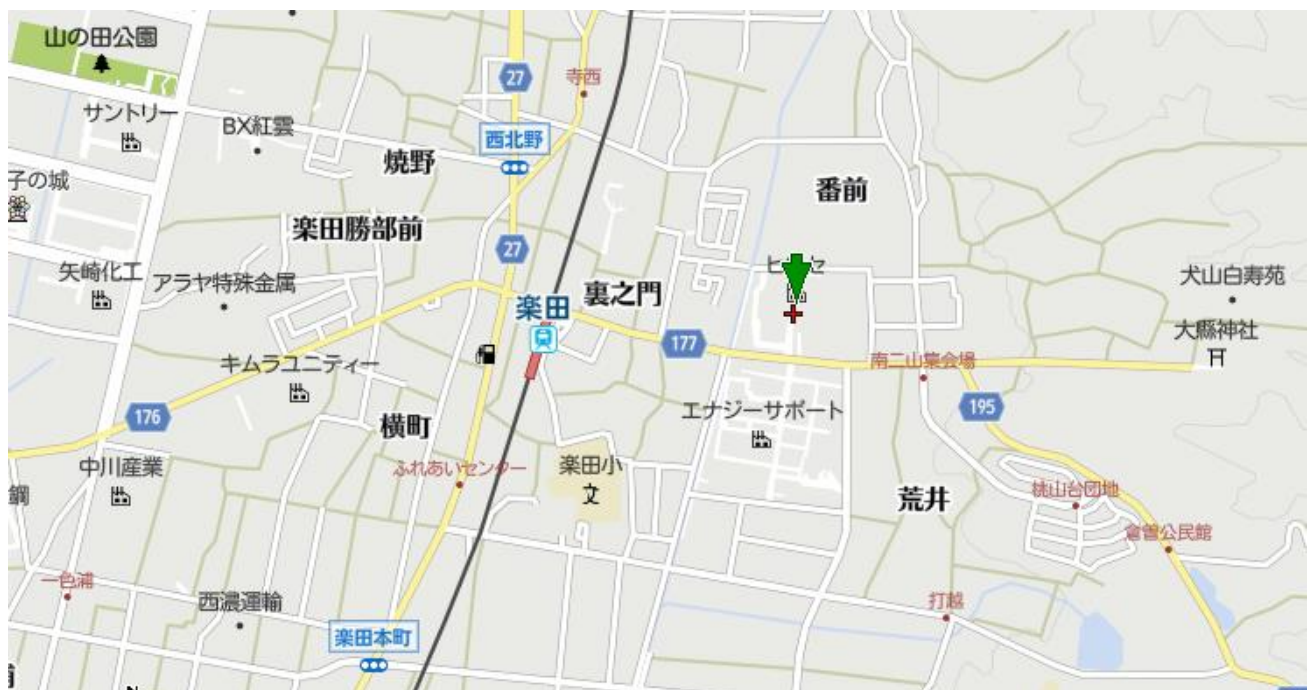 山の田公園
27
寺西
サントリー
BX紅雲
西北野
焼野
子の城
番前
楽田勝部前
27
矢崎化工
アラヤ特殊金属
犬山白寿苑
裏之門
楽田
大縣神社
177
キムラユニティー
南二山集会場
176
195
エナジーサポート
横町
中川産業
ふれあいセンター
楽田小
文
鋼
荒井
桃山台団地
倉曽公民館
一色浦
西濃運輸
打越
楽田本町